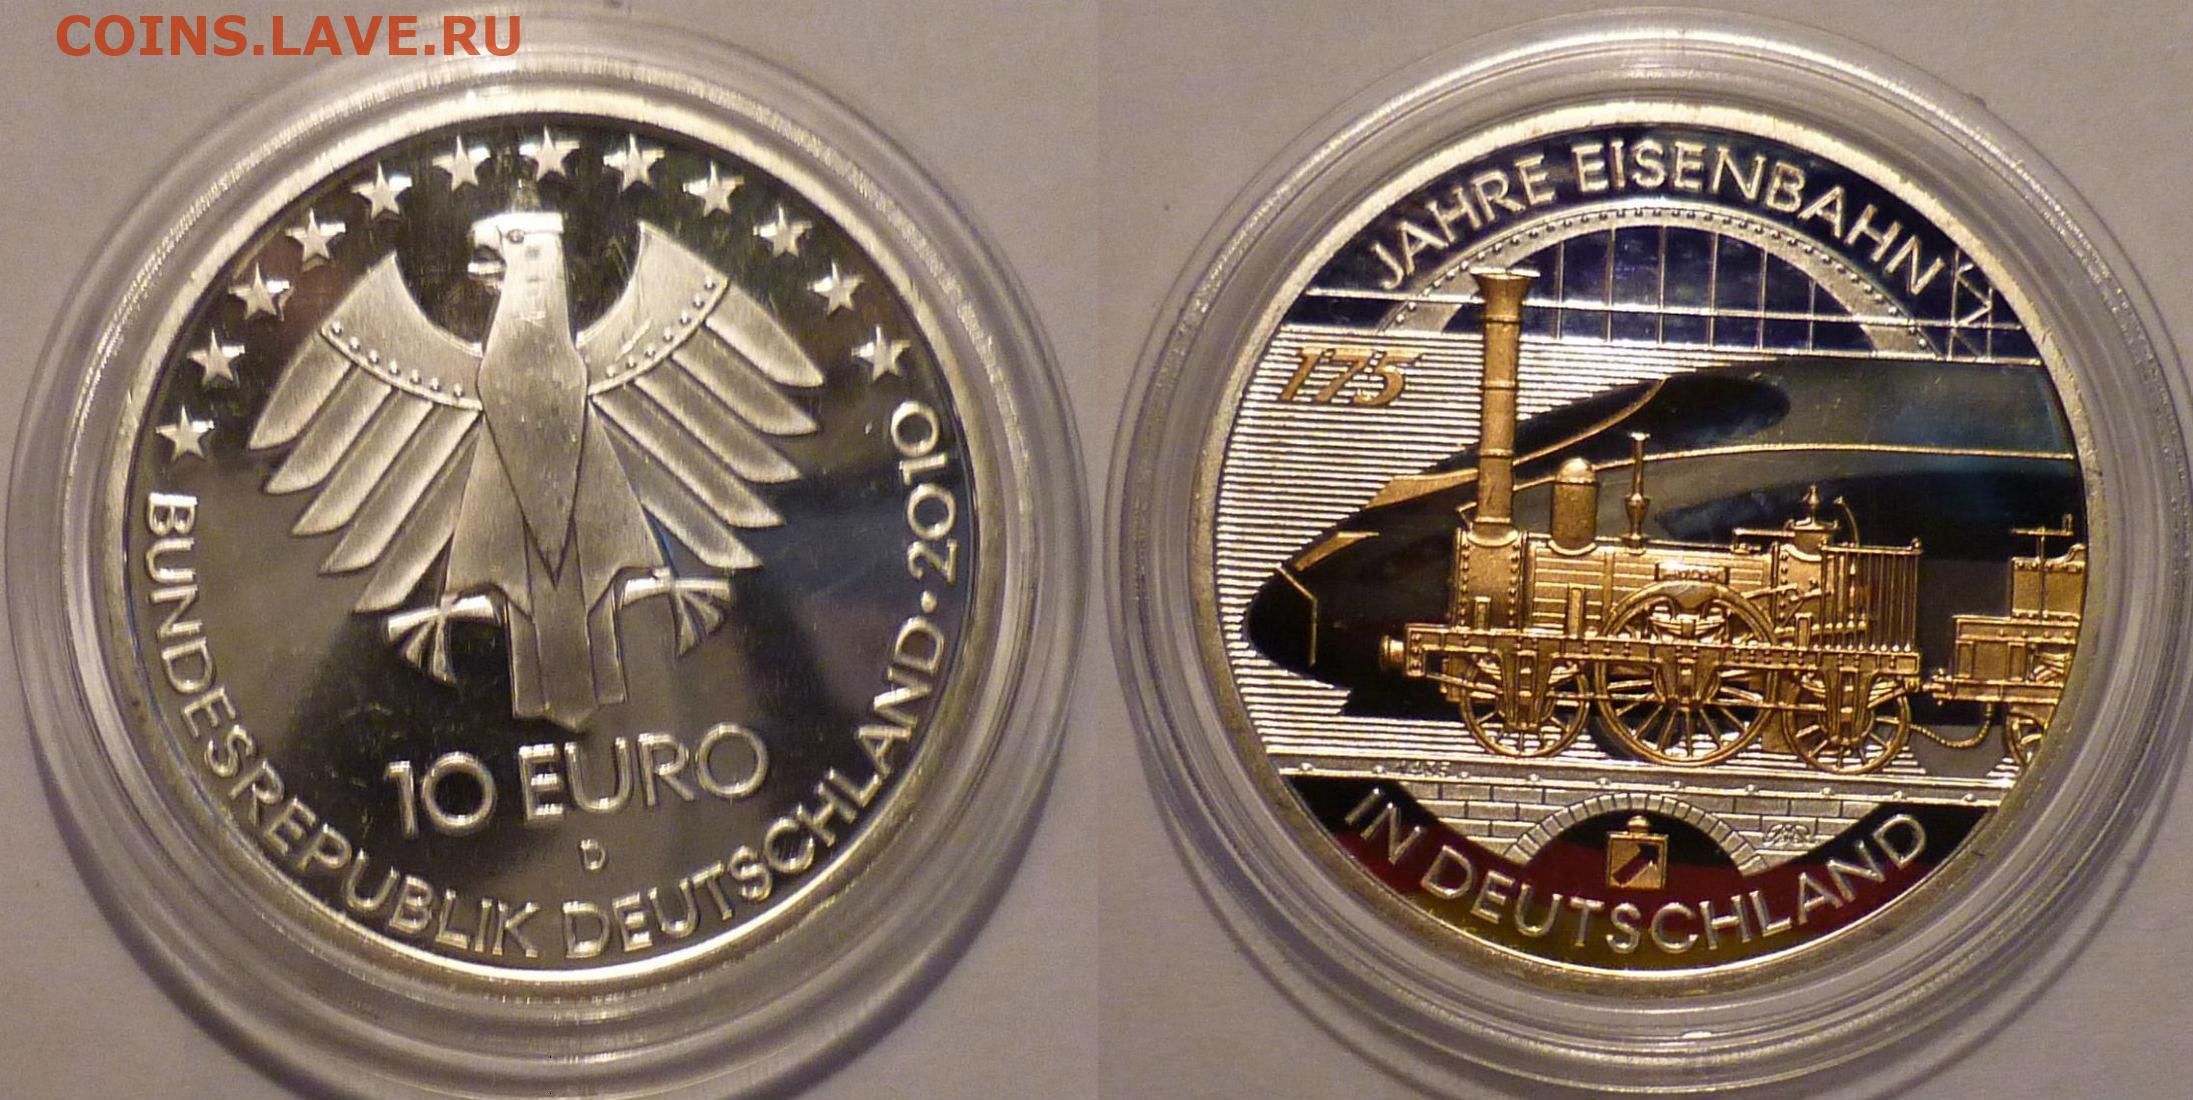 COINS.LAVE.RU
BUNDESREPUBLIK DEUTSCHLAND • 2010
10 EURO
D
JAHRE EISENBAHN
175
IN DEUTSCHLAND